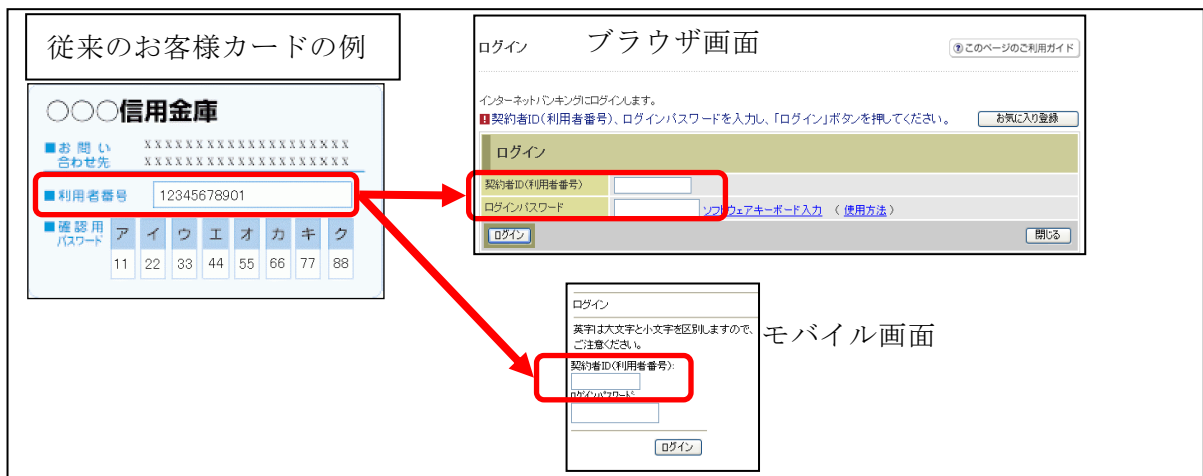 従来のお客様カードの例
○○○信用金庫
■お問い
合わせ先
XXXXXXXXXXXXXXXXXXXX
XXXXXXXXXXXXXXXXXXXX
■利用者番号 12345678901
■確認用
パスワード
ア イ ウ エ オ カ キ ク
11 22 33 44 55 66 77 88
ブラウザ画面
ログイン
?このページのご利用ガイド
インターネットバンキングにログインします。
!契約者ID(利用者番号)、ログインパスワードを入力し、「ログイン」ボタンを押してください。
お気に入り登録
ログイン
契約者ID(利用者番号)
ログインパスワード ソフトウェアキーボード入力 ( 使用方法 )
ログイン 閉じる
モバイル画面
ログイン
英字は大文字と小文字を区別しますので、
ご注意ください。
契約者ID(利用者番号):
ログインパスワード
ログイン